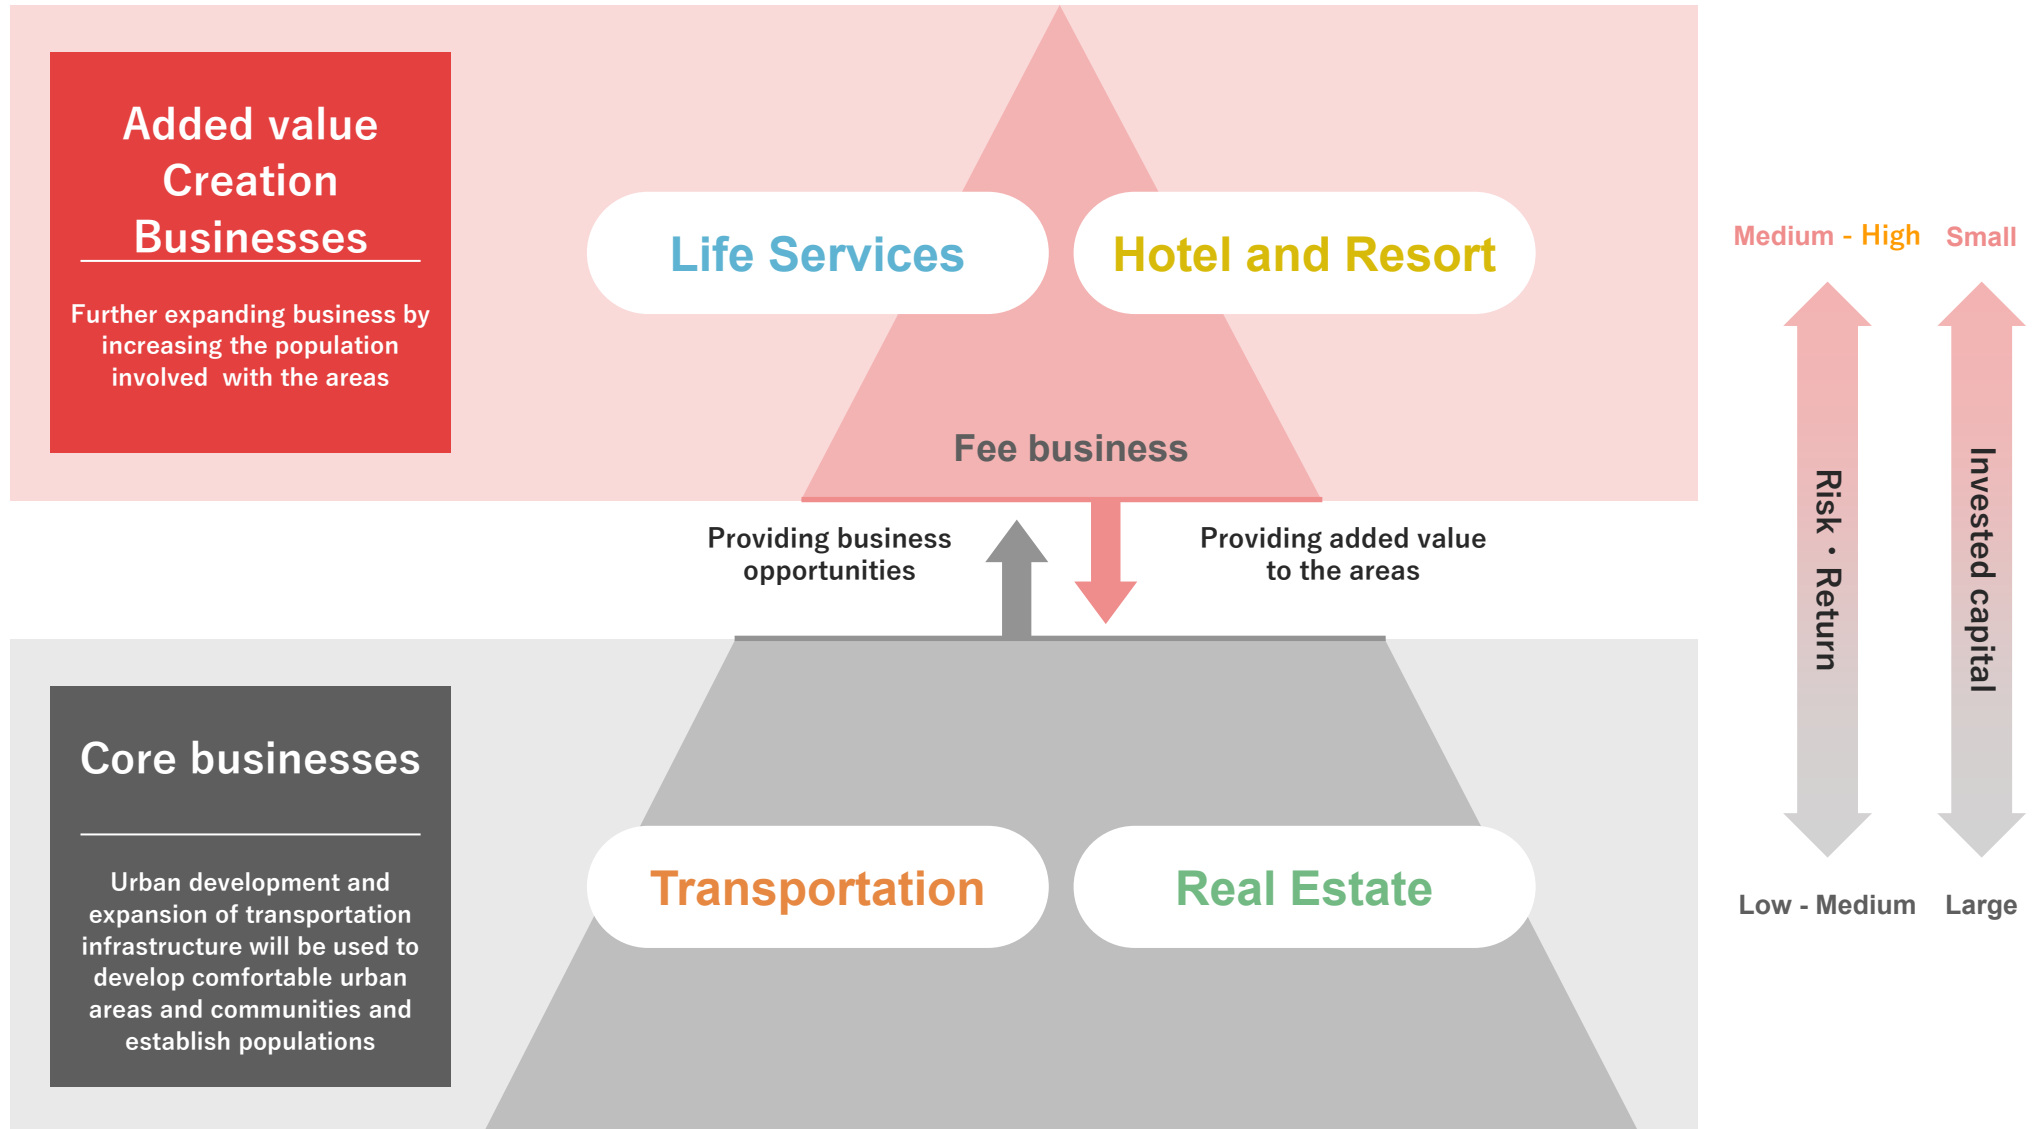 Added value
Creation
Businesses
Further expanding business by
increasing the population
involved with the areas
Life Services
Hotel and Resort
Fee business
Providing business
opportunities
Providing added value
to the areas
Core businesses
Urban development and
expansion of transportation
infrastructure will be used to
develop comfortable urban
areas and communities and
establish populations
Transportation
Real Estate
Medium - High
Small
Risk・Return
Invested capital
Low - Medium
Large